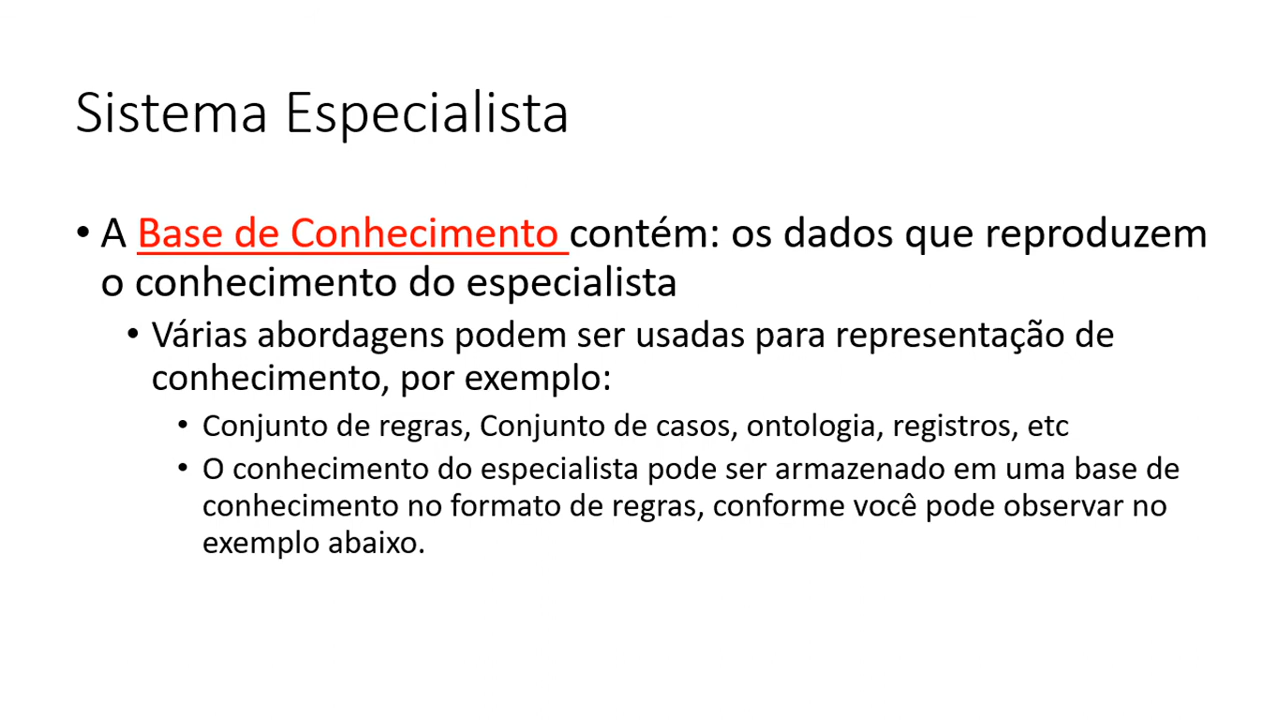 Sistema Especialista
• A Base de Conhecimento contém: os dados que reproduzem
o conhecimento do especialista
• Várias abordagens podem ser usadas para representação de
conhecimento, por exemplo:
• Conjunto de regras, Conjunto de casos, ontologia, registros, etc
• O conhecimento do especialista pode ser armazenado em uma base de
conhecimento no formato de regras, conforme você pode observar no
exemplo abaixo.